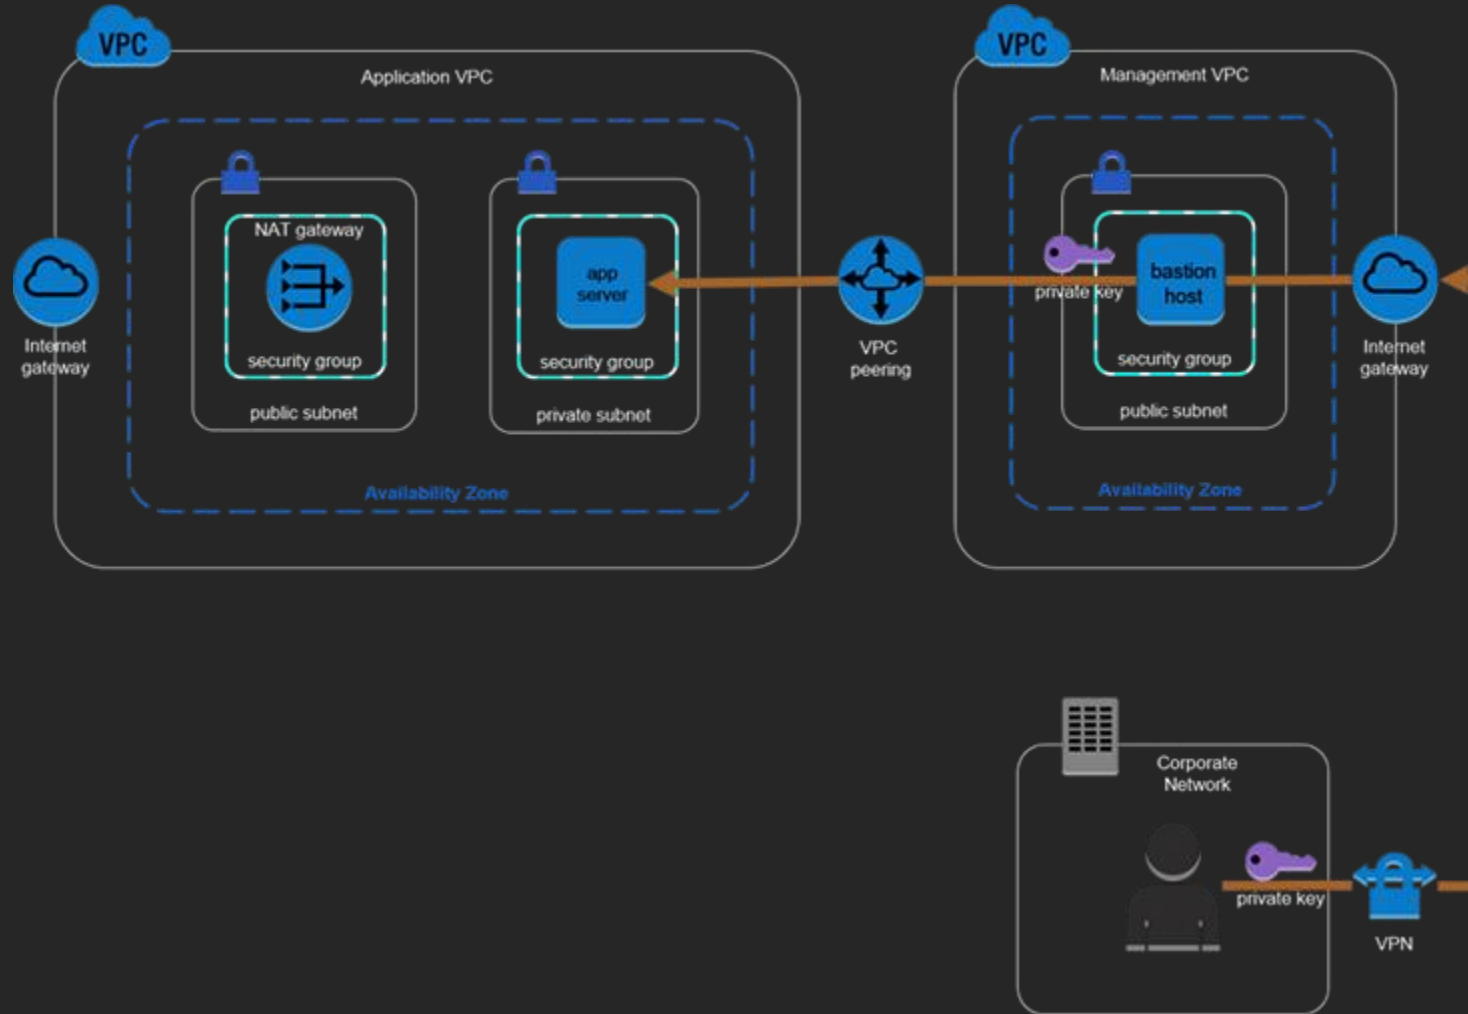 VPC
Application VPC
NAT gateway
security group
public subnet
app
server
security group
private subnet
Availability Zone
Internet
gateway
VPC
peering
VPC
Management VPC
private key
bastion
host
security group
public subnet
Availability Zone
Internet
gateway
Corporate
Network
private key
VPN